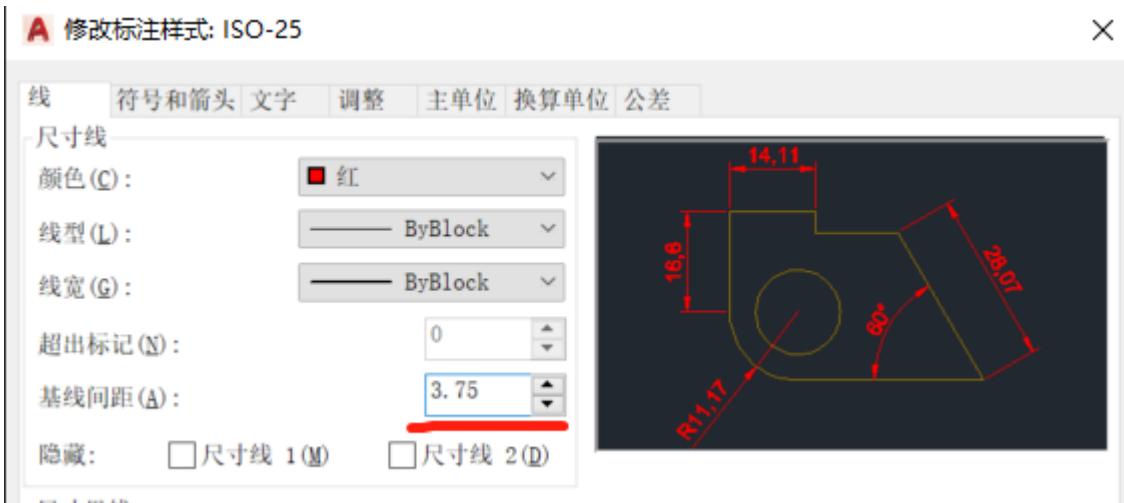 修改标注样式: ISO-25
线 符号和箭头 文字 调整 主单位 换算单位 公差
尺寸线
颜色(C): 红
线型(L): ByBlock
线宽(G): ByBlock
超出标记(N): 0
基线间距(A): 3.75
隐藏: 尺寸线 1(M) 尺寸线 2(D)
14,11
16,6
28,07
60°
R11,17